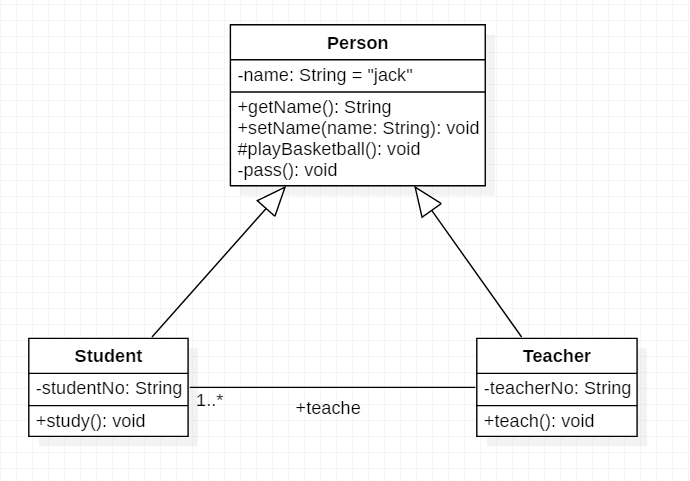 Person
-name: String = "jack"
+getName(): String
+setName(name: String): void
#playBasketball(): void
-pass(): void
Student
-studentNo: String
+study(): void
1..*
+teache
Teacher
-teacherNo: String
+teach(): void